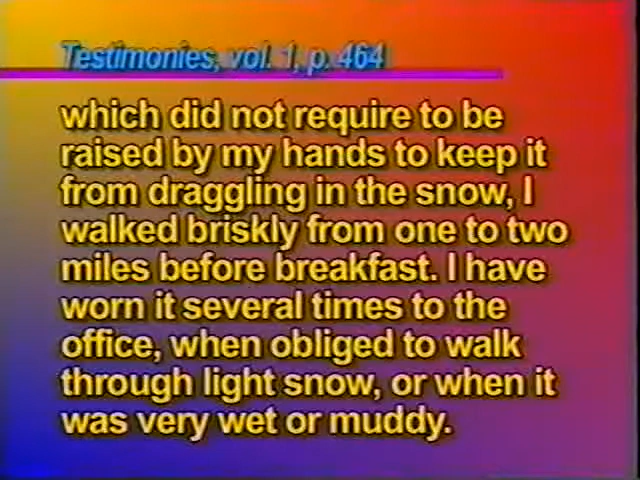 Testimonies, vol. 1, p. 464
which did not require to be
raised by my hands to keep it
from draggling in the snow, I
walked briskly from one to two
miles before breakfast. I have
worn it several times to the
office, when obliged to walk
through light snow, or when it
was very wet or muddy.